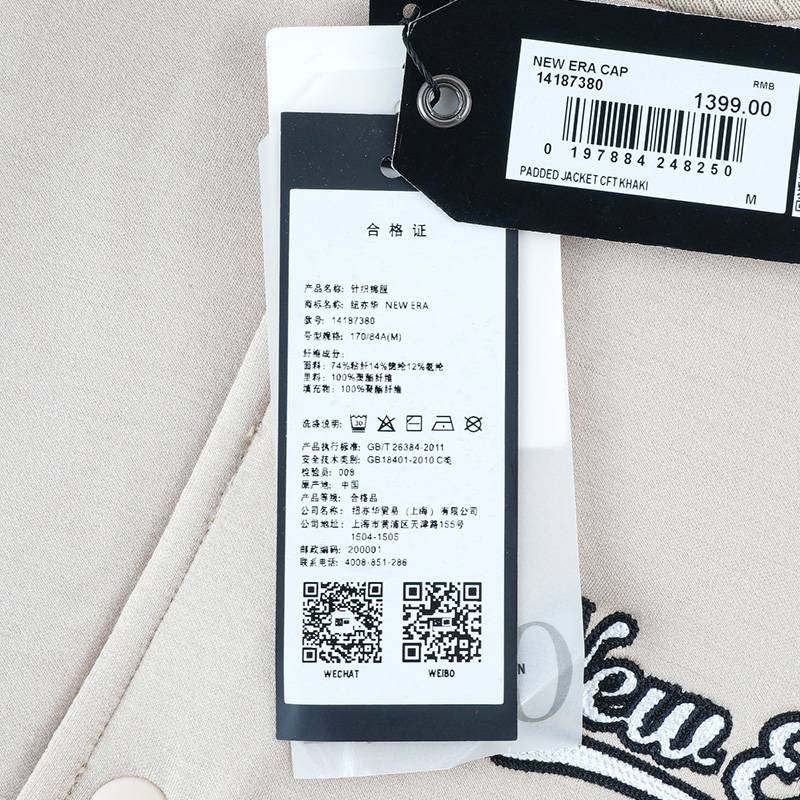 NEW ERA CAP
14187380
RMB
1399.00
0 197884 248250
PADDED JACKET CFT KHAKI
M
合格证
产品名称: 针织棉服
商标名称: 纽亦华 NEW ERA
款号: 14187380
号型规格: 170/84A(M)
纤维成分:
面料: 74%粘纤14%锦纶12%氨纶
里料: 100%聚酯纤维
填充物: 100%聚酯纤维
洗涤说明: 30
产品执行标准: GB/T 26384-2011
安全技术类别: GB18401-2010 C类
检验员: 008
原产地: 中国
产品等级: 合格品
公司名称: 纽亦华贸易（上海）有限公司
公司地址: 上海市黄浦区天津路155号
1504-1505
邮政编码: 200001
联系电话: 4008-851-286
WECHAT WEIBO
New E